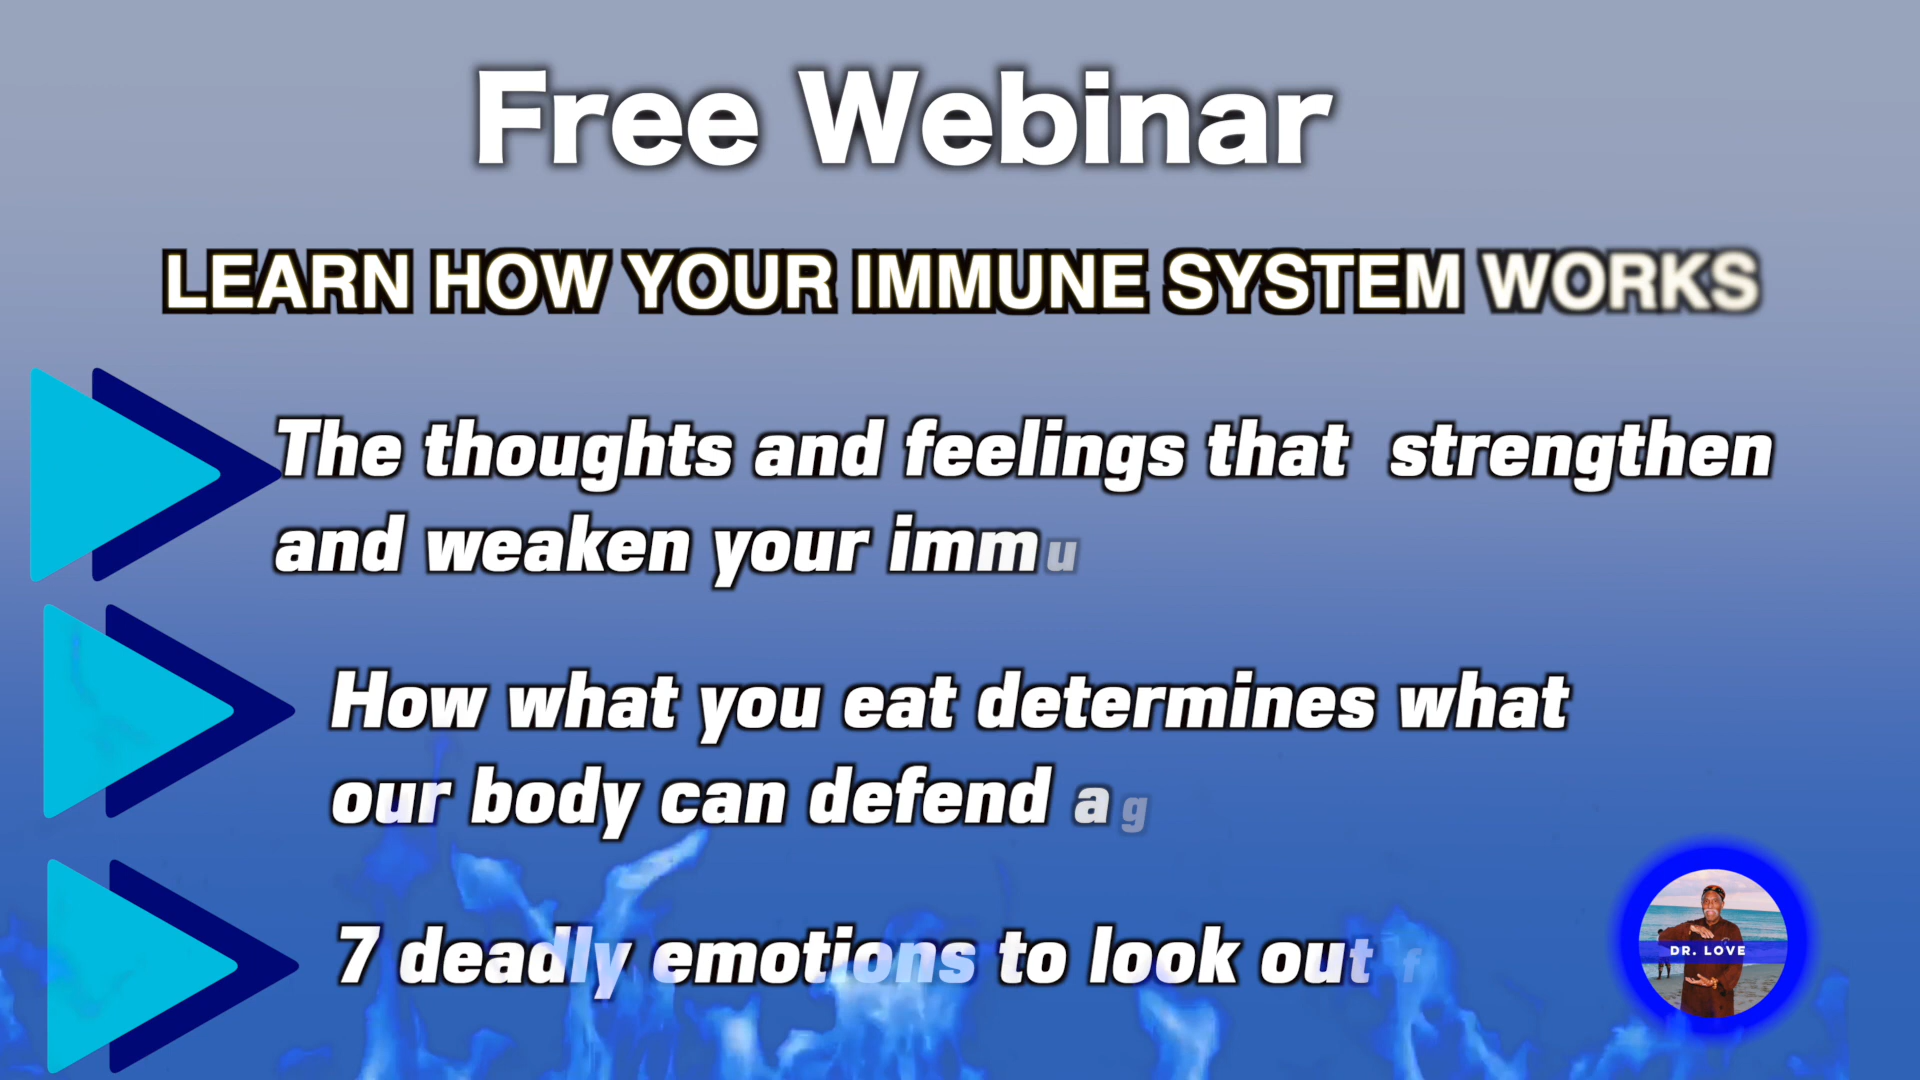 Free Webinar
LEARN HOW YOUR IMMUNE SYSTEM WORKS
The thoughts and feelings that strengthen
and weaken your immu
How what you eat determines what
our body can defend ag
7 deadly emotions to look out f
DR. LOVE